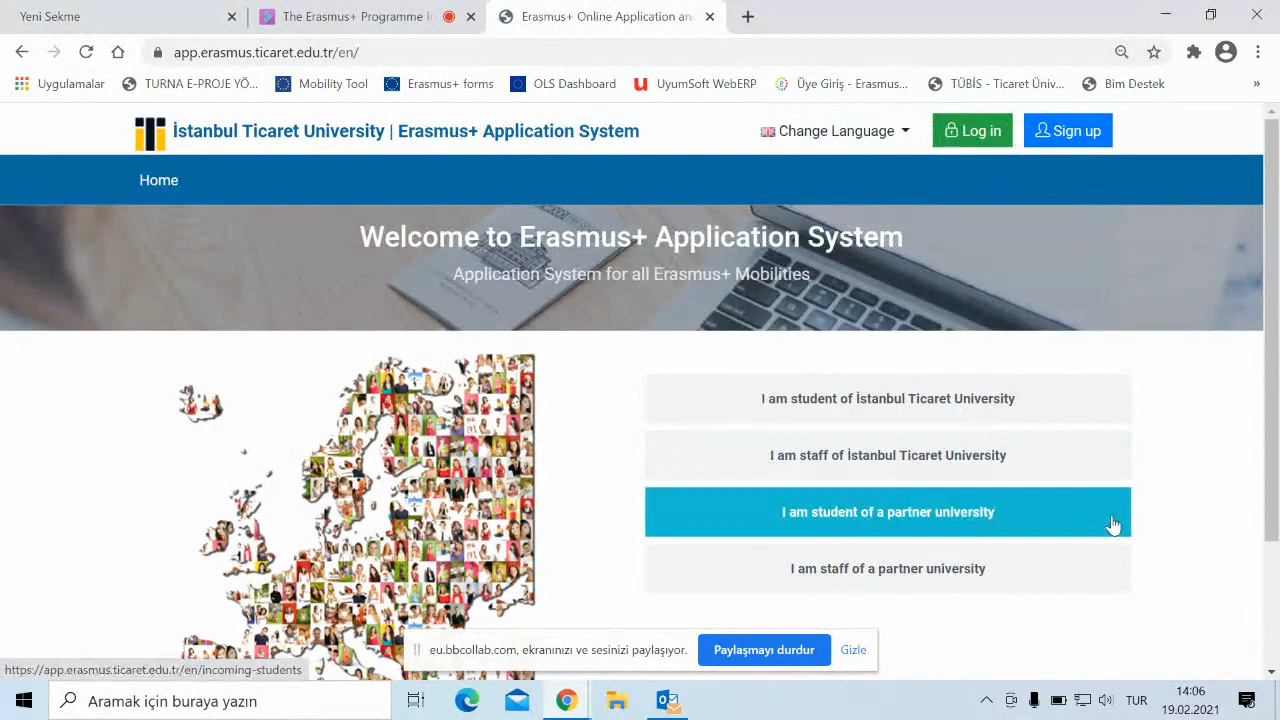 Yeni Sekme
The Erasmus+ Programme in
Erasmus+ Online Application an
app.erasmus.ticaret.edu.tr/en/
Uygulamalar
TURNA E-PROJE YÖ...
Mobility Tool
Erasmus+ forms
OLS Dashboard
UyumSoft WebERP
Üye Giriş - Erasmus...
TÜBİS - Ticaret Üniv...
Bim Destek
»
İstanbul Ticaret University | Erasmus+ Application System
Change Language
Log in
Sign up
Home
Welcome to Erasmus+ Application System
Application System for all Erasmus+ Mobilities
I am student of İstanbul Ticaret University
I am staff of İstanbul Ticaret University
I am student of a partner university
I am staff of a partner university
eu.bbcollab.com, ekranınızı ve sesinizi paylaşıyor.
Paylaşmayı durdur
Gizle
https://app.erasmus.ticaret.edu.tr/en/incoming-students
Aramak için buraya yazın
TUR
14:06
19.02.2021